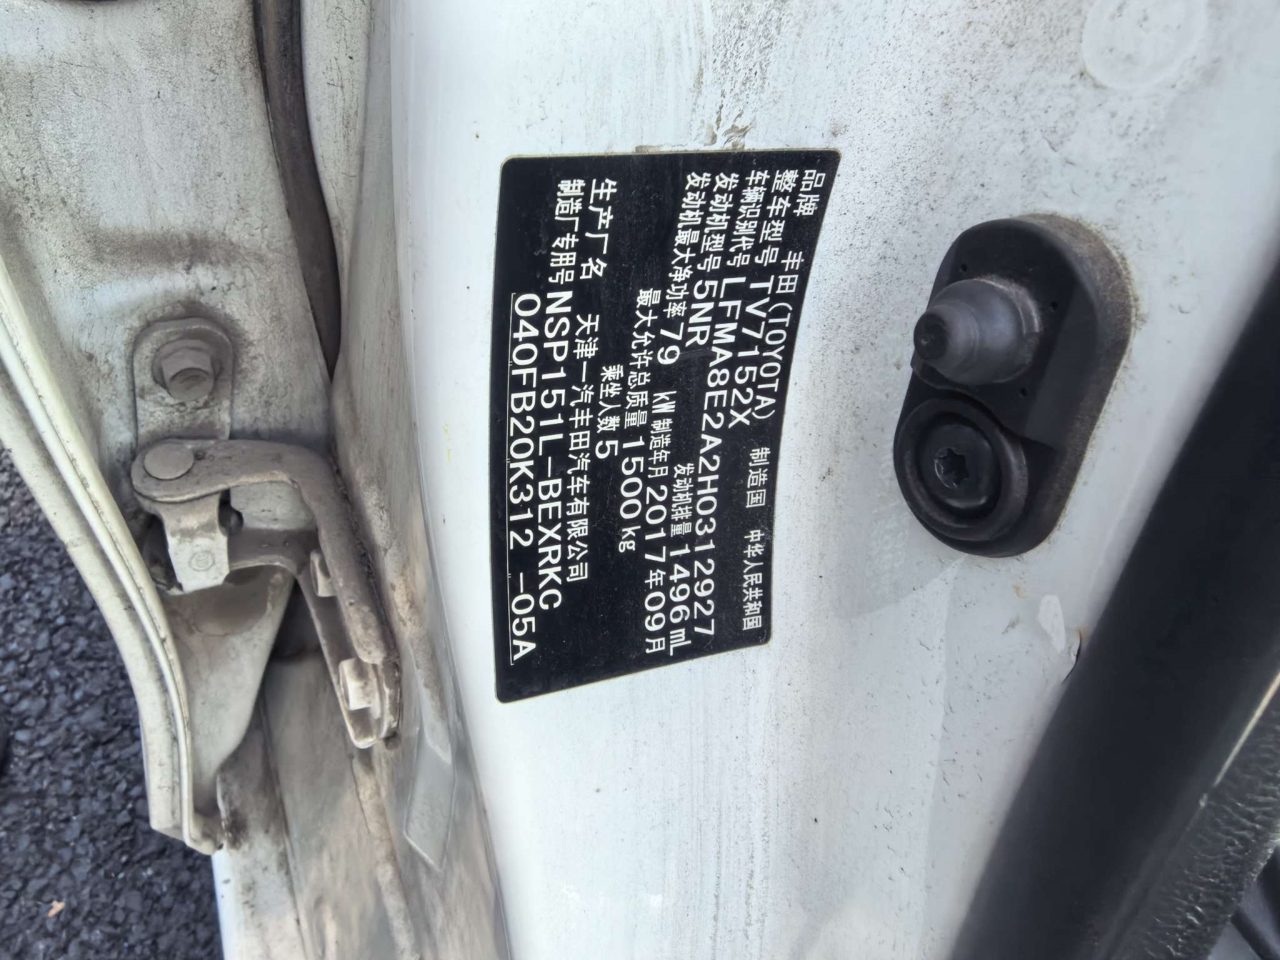 品牌 丰田(TOYOTA) 制造国 中华人民共和国
整车型号 TV7152X
车辆识别代号 LFMA8E2A2H0312927
发动机型号 5NR 发动机排量 1496mL
发动机最大净功率 79 kW 制造年月 2017年09月
最大允许总质量 1500kg
乘坐人数 5
生产厂名 天津一汽丰田汽车有限公司
制造厂专用号 NSP151L-BEXRKC
040FB20K312 -05A